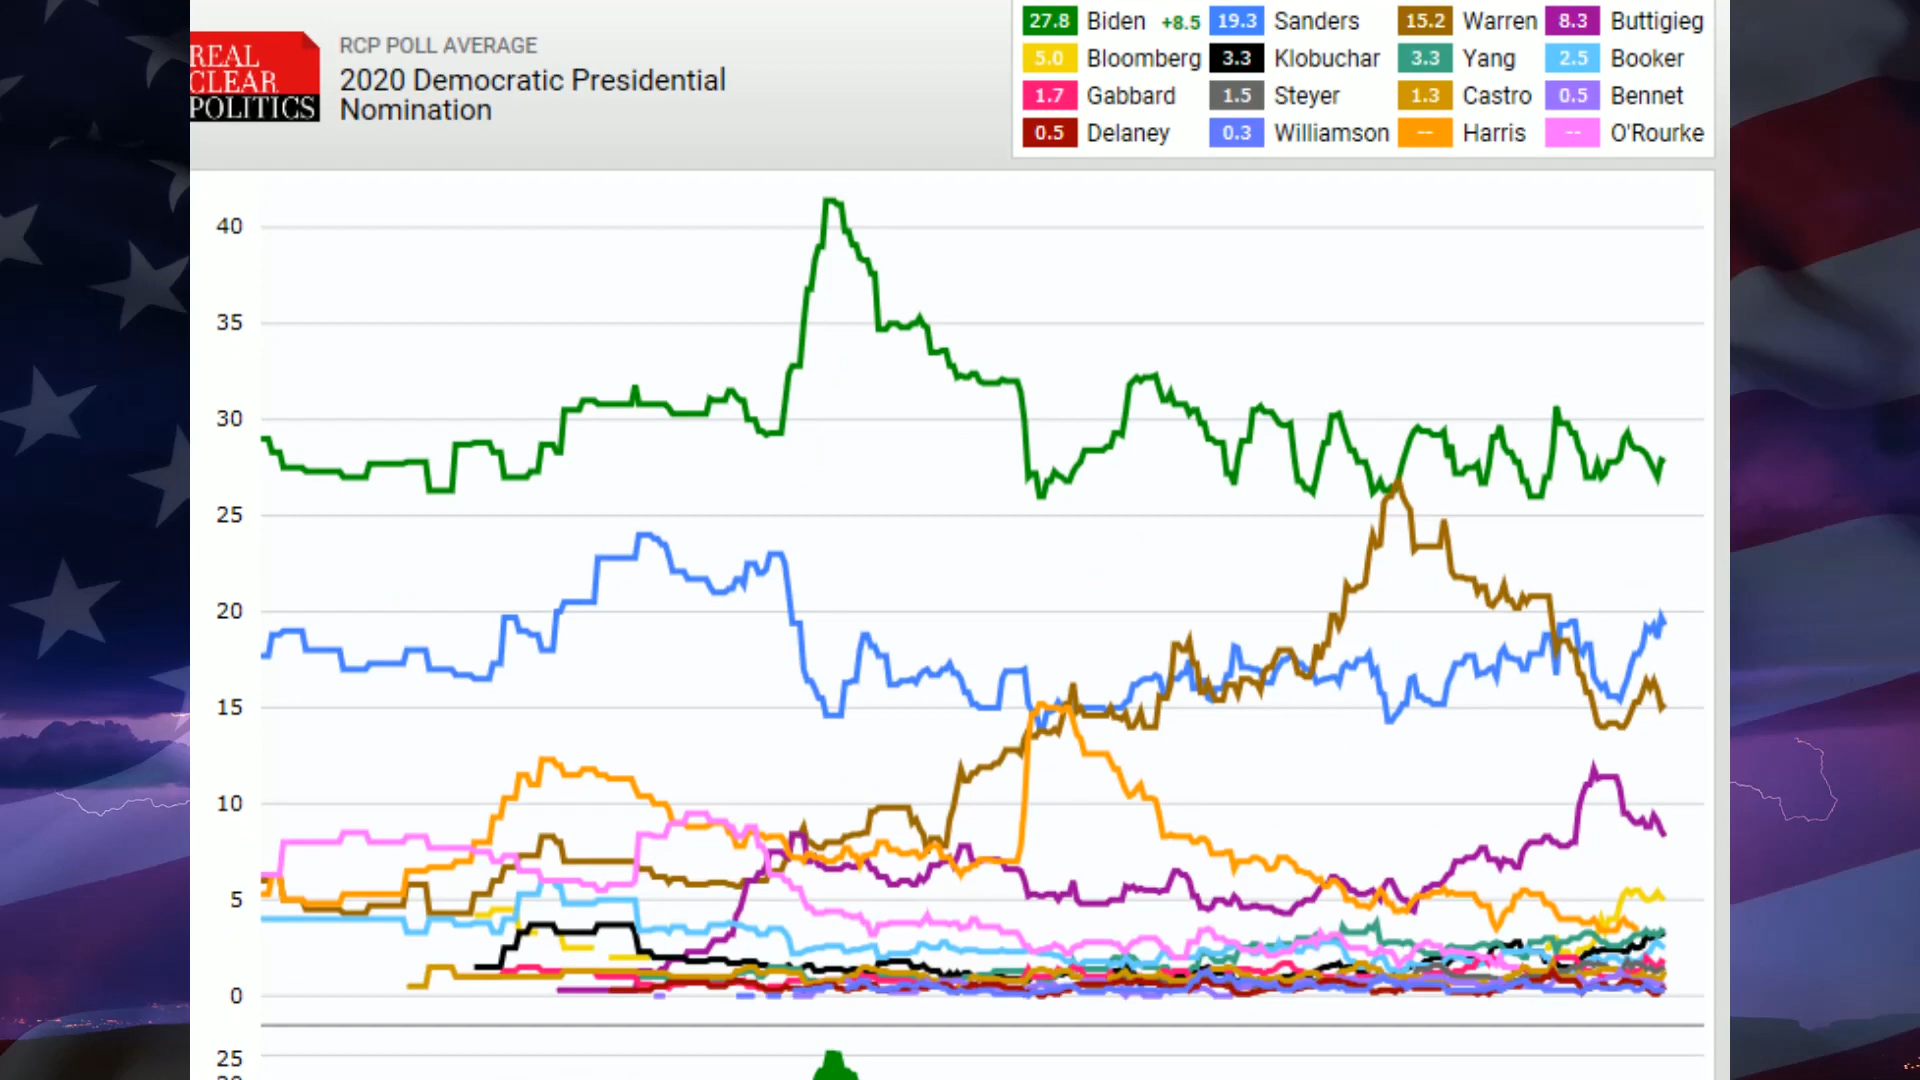 REAL
CLEAR
POLITICS
RCP POLL AVERAGE
2020 Democratic Presidential
Nomination
27.8 Biden +8.5 19.3 Sanders 15.2 Warren 8.3 Buttigieg
5.0 Bloomberg 3.3 Klobuchar 3.3 Yang 2.5 Booker
1.7 Gabbard 1.5 Steyer 1.3 Castro 0.5 Bennet
0.5 Delaney 0.3 Williamson -- Harris -- O'Rourke
40
35
30
25
20
15
10
5
0
25